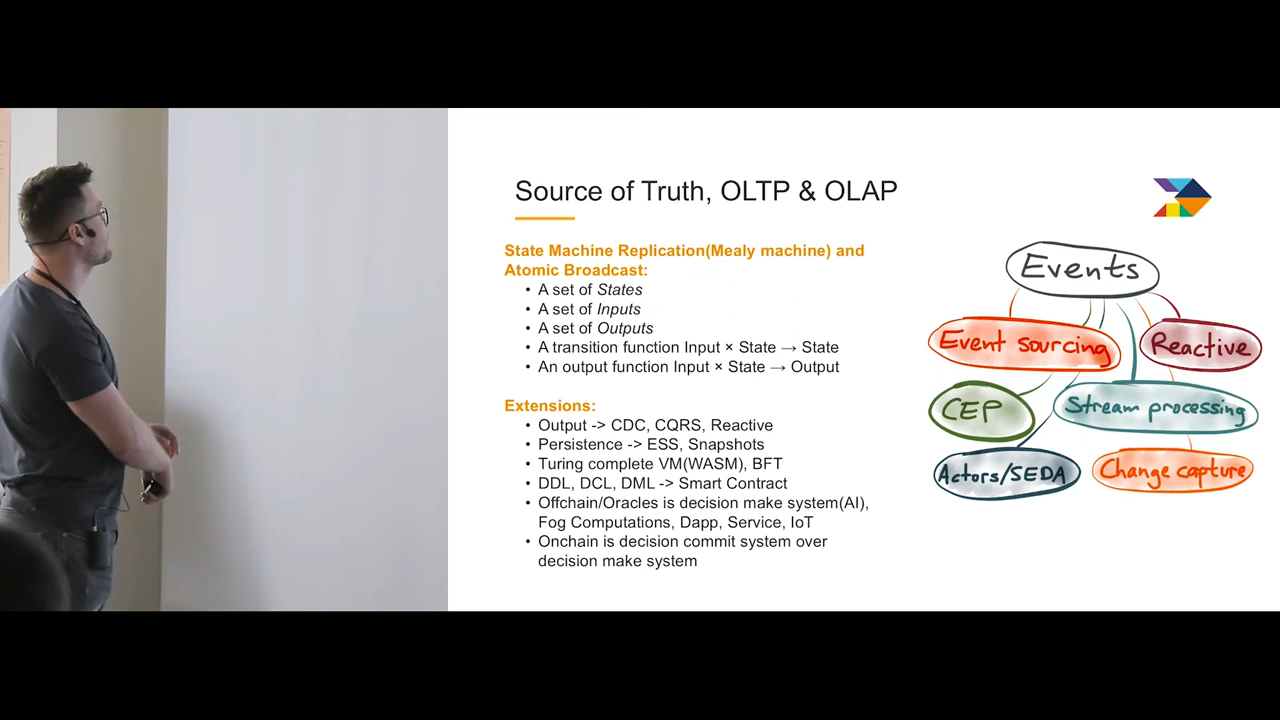 Source of Truth, OLTP & OLAP
State Machine Replication(Mealy machine) and
Atomic Broadcast:
• A set of States
• A set of Inputs
• A set of Outputs
• A transition function Input × State → State
• An output function Input × State → Output
Extensions:
• Output -> CDC, CQRS, Reactive
• Persistence -> ESS, Snapshots
• Turing complete VM(WASM), BFT
• DDL, DCL, DML -> Smart Contract
• Offchain/Oracles is decision make system(AI),
Fog Computations, Dapp, Service, IoT
• Onchain is decision commit system over
decision make system
Events
Event sourcing
Reactive
CEP
Stream processing
Actors/SEDA
Change capture